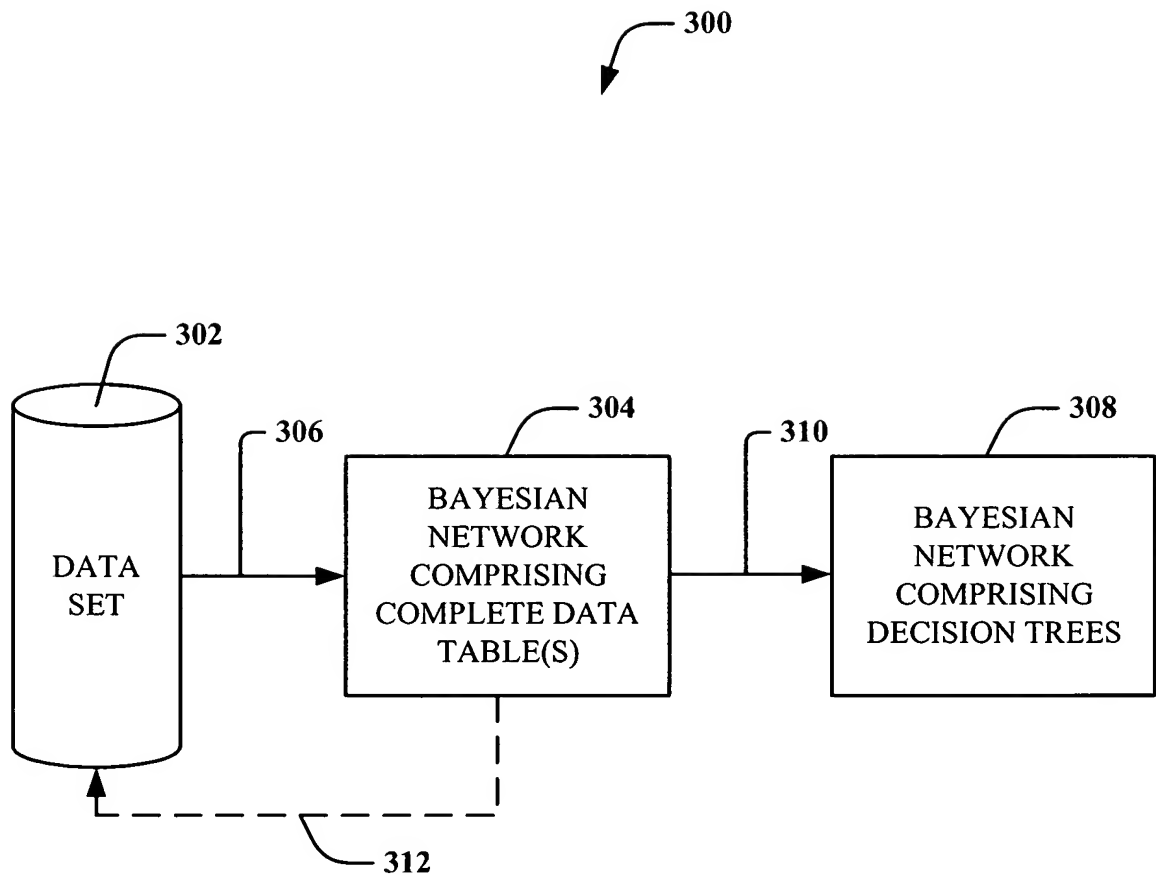 300
302
304
308
306
310
DATA
SET
BAYESIAN
NETWORK
COMPRISING
COMPLETE DATA
TABLE(S)
BAYESIAN
NETWORK
COMPRISING
DECISION TREES
312